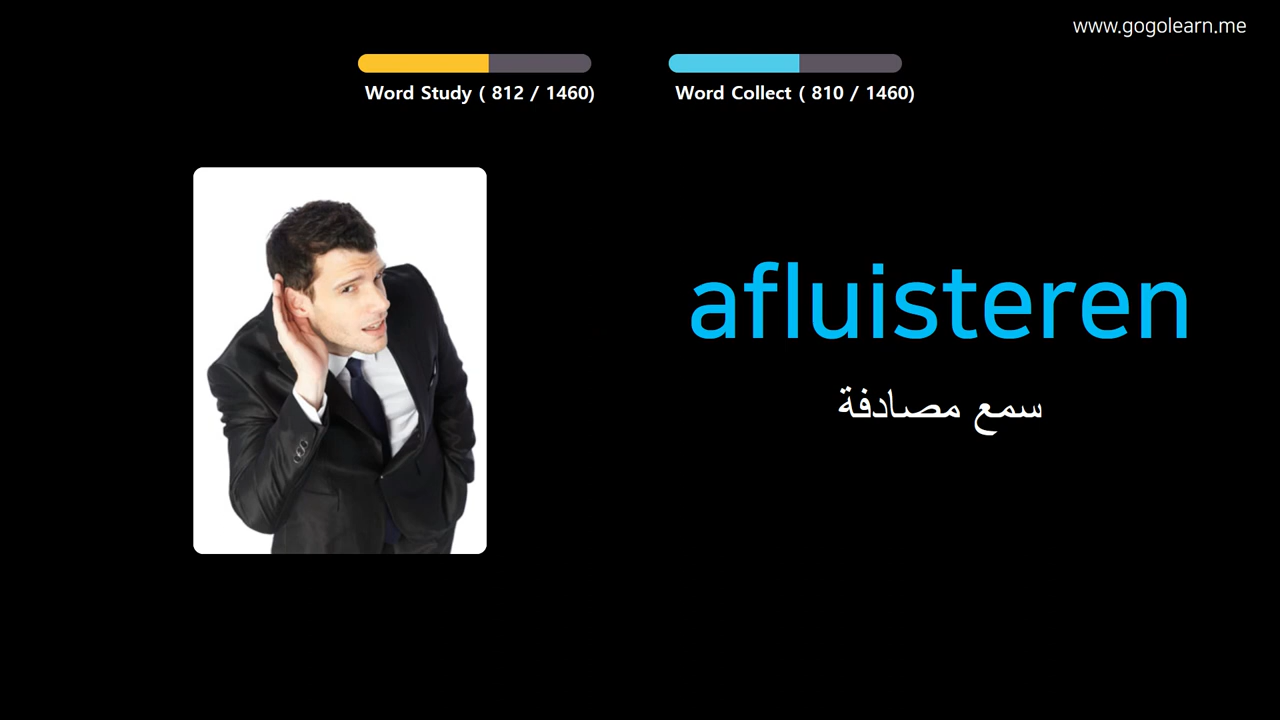 www.gogolearn.me
Word Study ( 812 / 1460)
Word Collect ( 810 / 1460)
afluisteren
سمع مصادفة